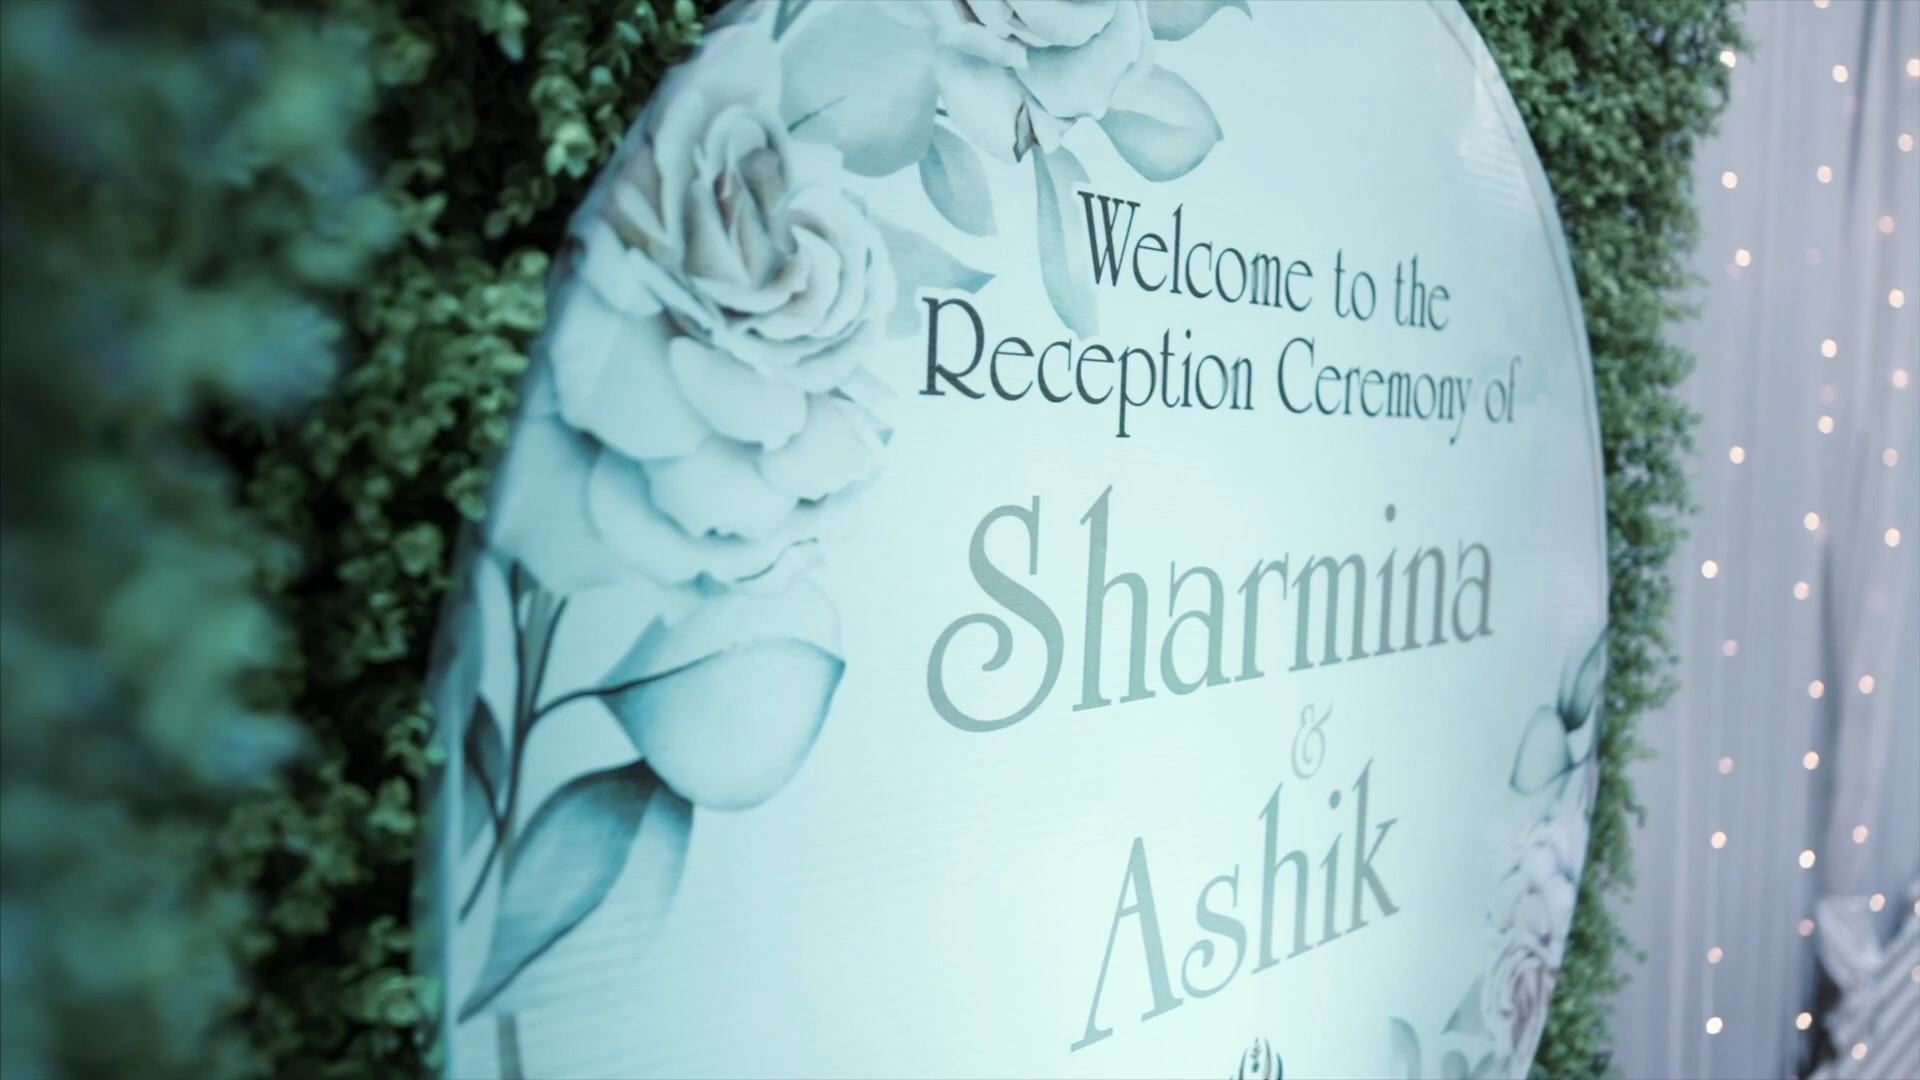 Welcome to the
Reception Ceremony of
Sharmina
&
Ashik